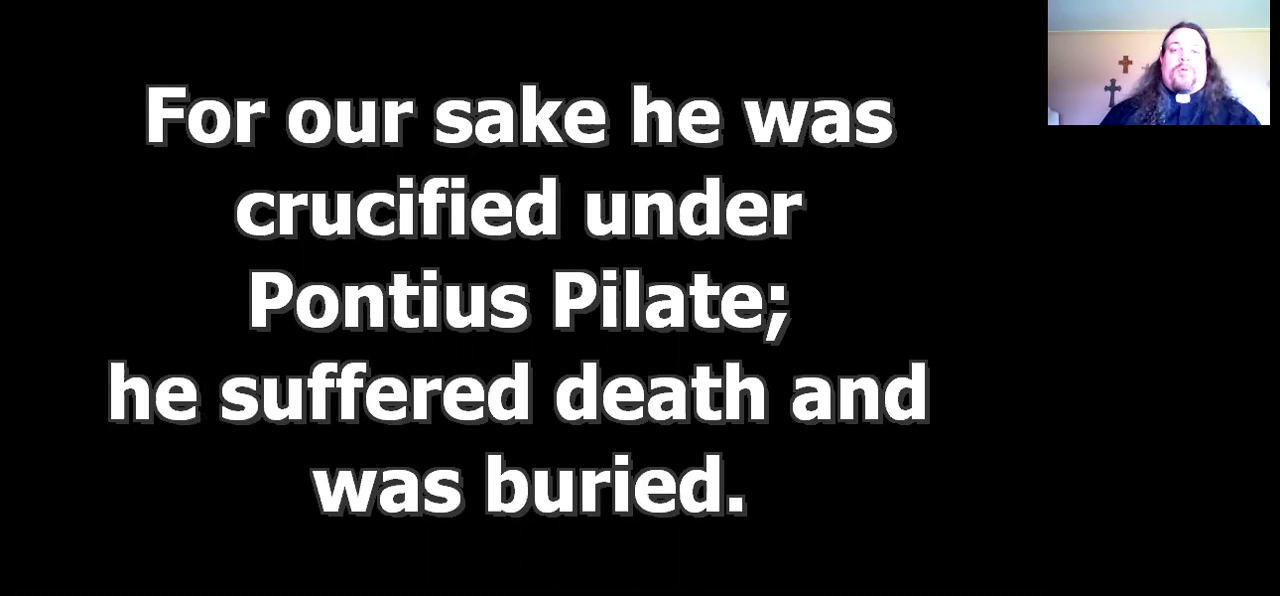 For our sake he was
crucified under
Pontius Pilate;
he suffered death and
was buried.